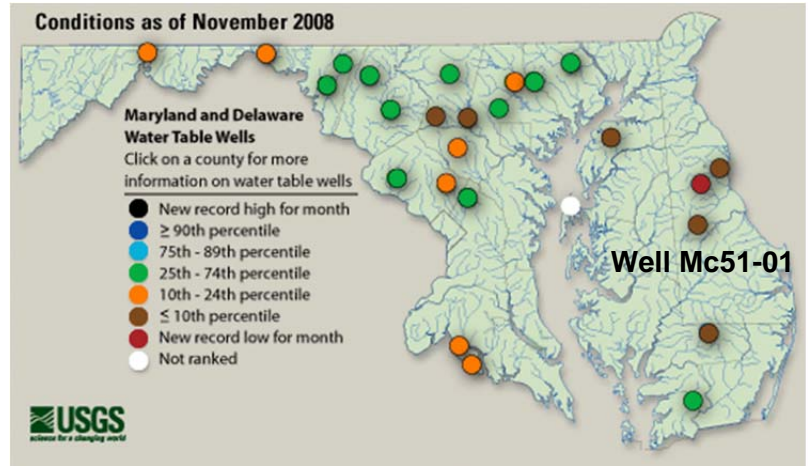 Conditions as of November 2008
Maryland and Delaware
Water Table Wells
Click on a county for more
information on water table wells
New record high for month
≥ 90th percentile
75th - 89th percentile
25th - 74th percentile
10th - 24th percentile
≤ 10th percentile
New record low for month
Not ranked
Well Mc51-01
USGS
science for a changing world